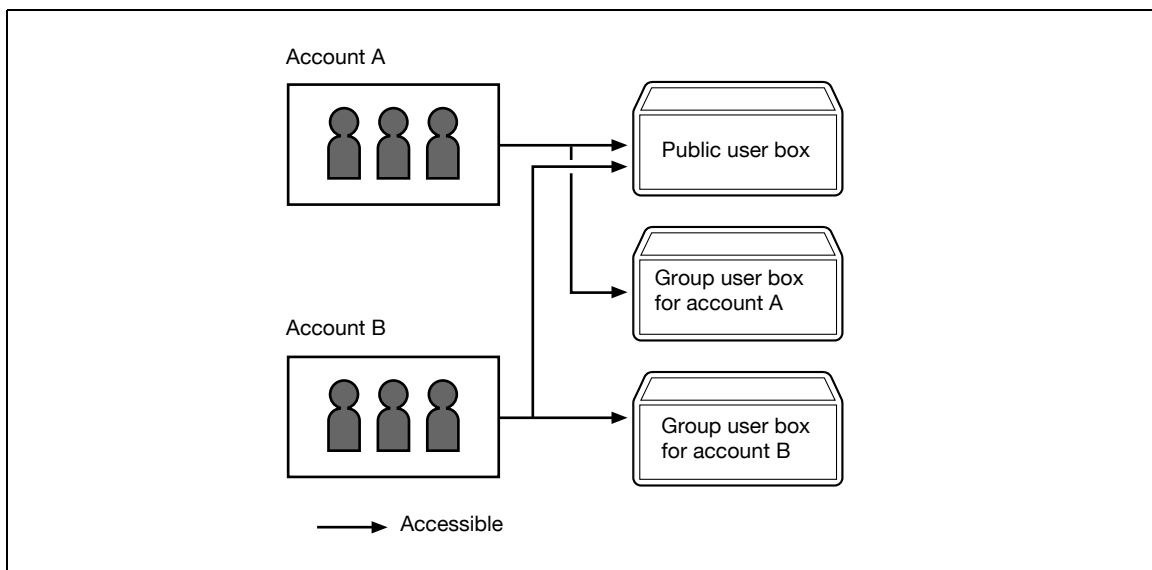 Account A
Public user box
Group user box
for account A
Account B
Group user box
for account B
Accessible